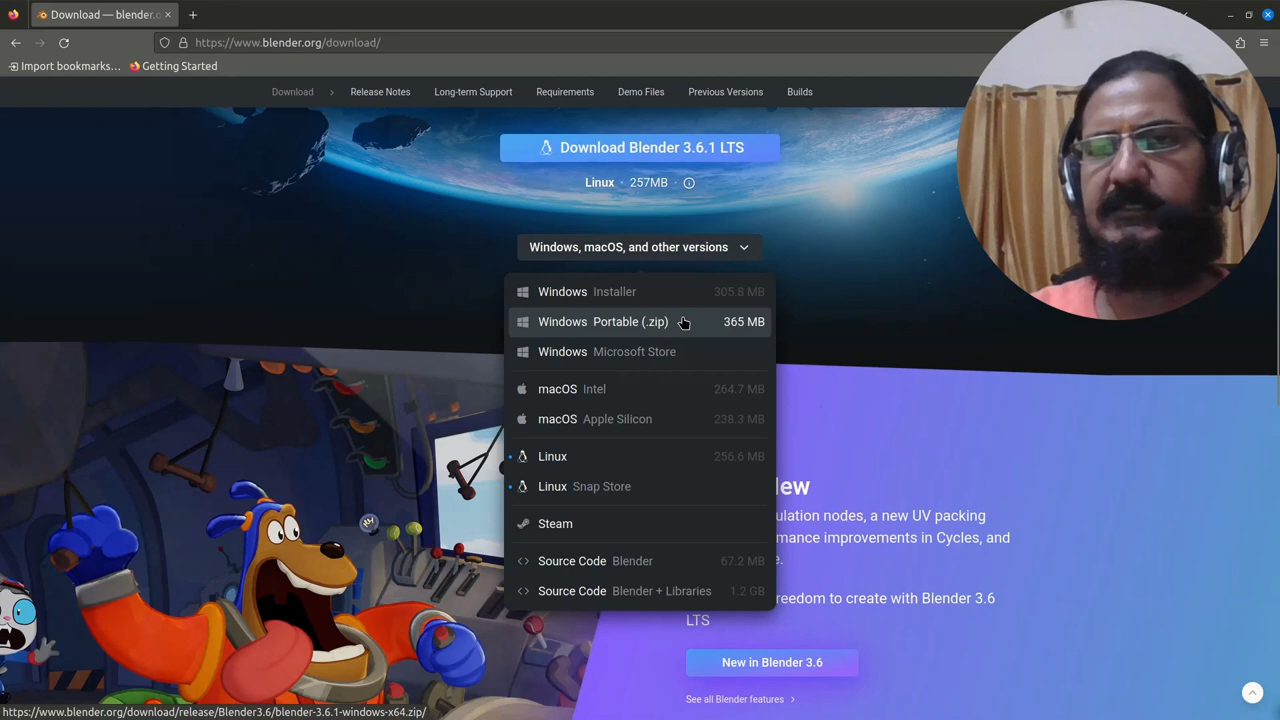 Download — blender.o
https://www.blender.org/download/
Import bookmarks...
Getting Started
Download
Release Notes
Long-term Support
Requirements
Demo Files
Previous Versions
Builds
Download Blender 3.6.1 LTS
Linux · 257MB ·
Windows, macOS, and other versions
Windows Installer 305.8 MB
Windows Portable (.zip) 365 MB
Windows Microsoft Store
macOS Intel 264.7 MB
macOS Apple Silicon 238.3 MB
Linux 256.6 MB
Linux Snap Store
Steam
Source Code Blender 67.2 MB
Source Code Blender + Libraries 1.2 GB
ew
ulation nodes, a new UV packing
mance improvements in Cycles, and
e.
reedom to create with Blender 3.6
LTS
New in Blender 3.6
See all Blender features
https://www.blender.org/download/release/Blender3.6/blender-3.6.1-windows-x64.zip/